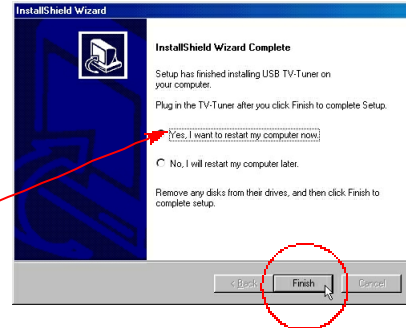 InstallShield Wizard
InstallShield Wizard Complete
Setup has finished installing USB TV-Tuner on
your computer.
Plug in the TV-Tuner after you click Finish to complete Setup.
Yes, I want to restart my computer now.
No, I will restart my computer later.
Remove any disks from their drives, and then click Finish to
complete setup.
< Back
Finish
Cancel